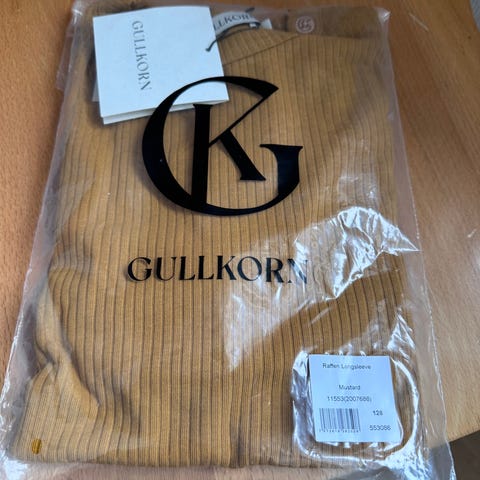 GULLKORN
GK
GULLKORN
Raffen Longsleeve
Mustard
11553(2007686)
128
553086